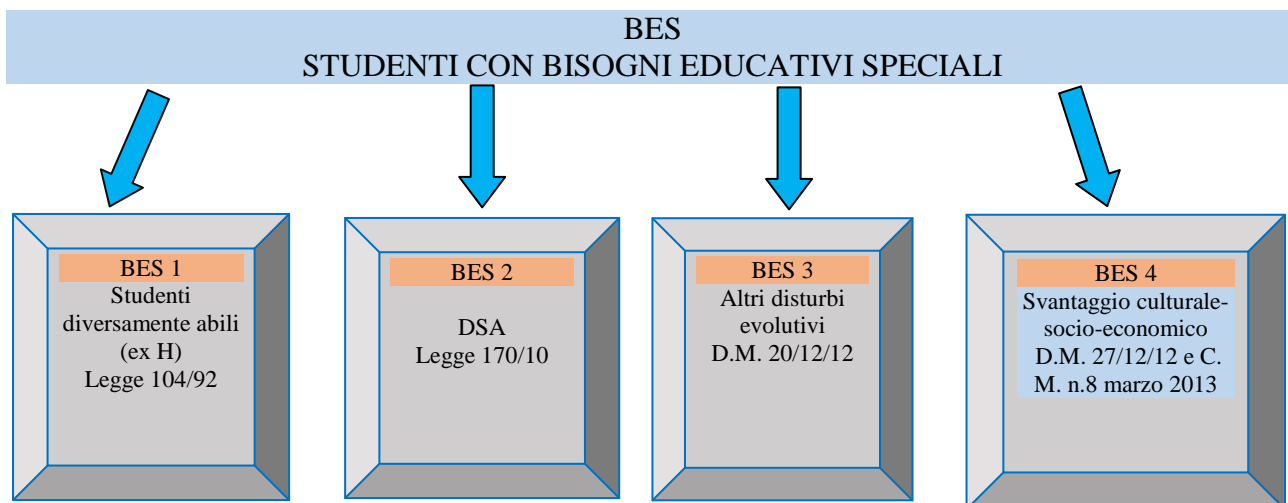 BES
STUDENTI CON BISOGNI EDUCATIVI SPECIALI
BES 1
Studenti
diversamente abili
(ex H)
Legge 104/92
BES 2
DSA
Legge 170/10
BES 3
Altri disturbi
evolutivi
D.M. 20/12/12
BES 4
Svantaggio culturale-
socio-economico
D.M. 27/12/12 e C.
M. n.8 marzo 2013